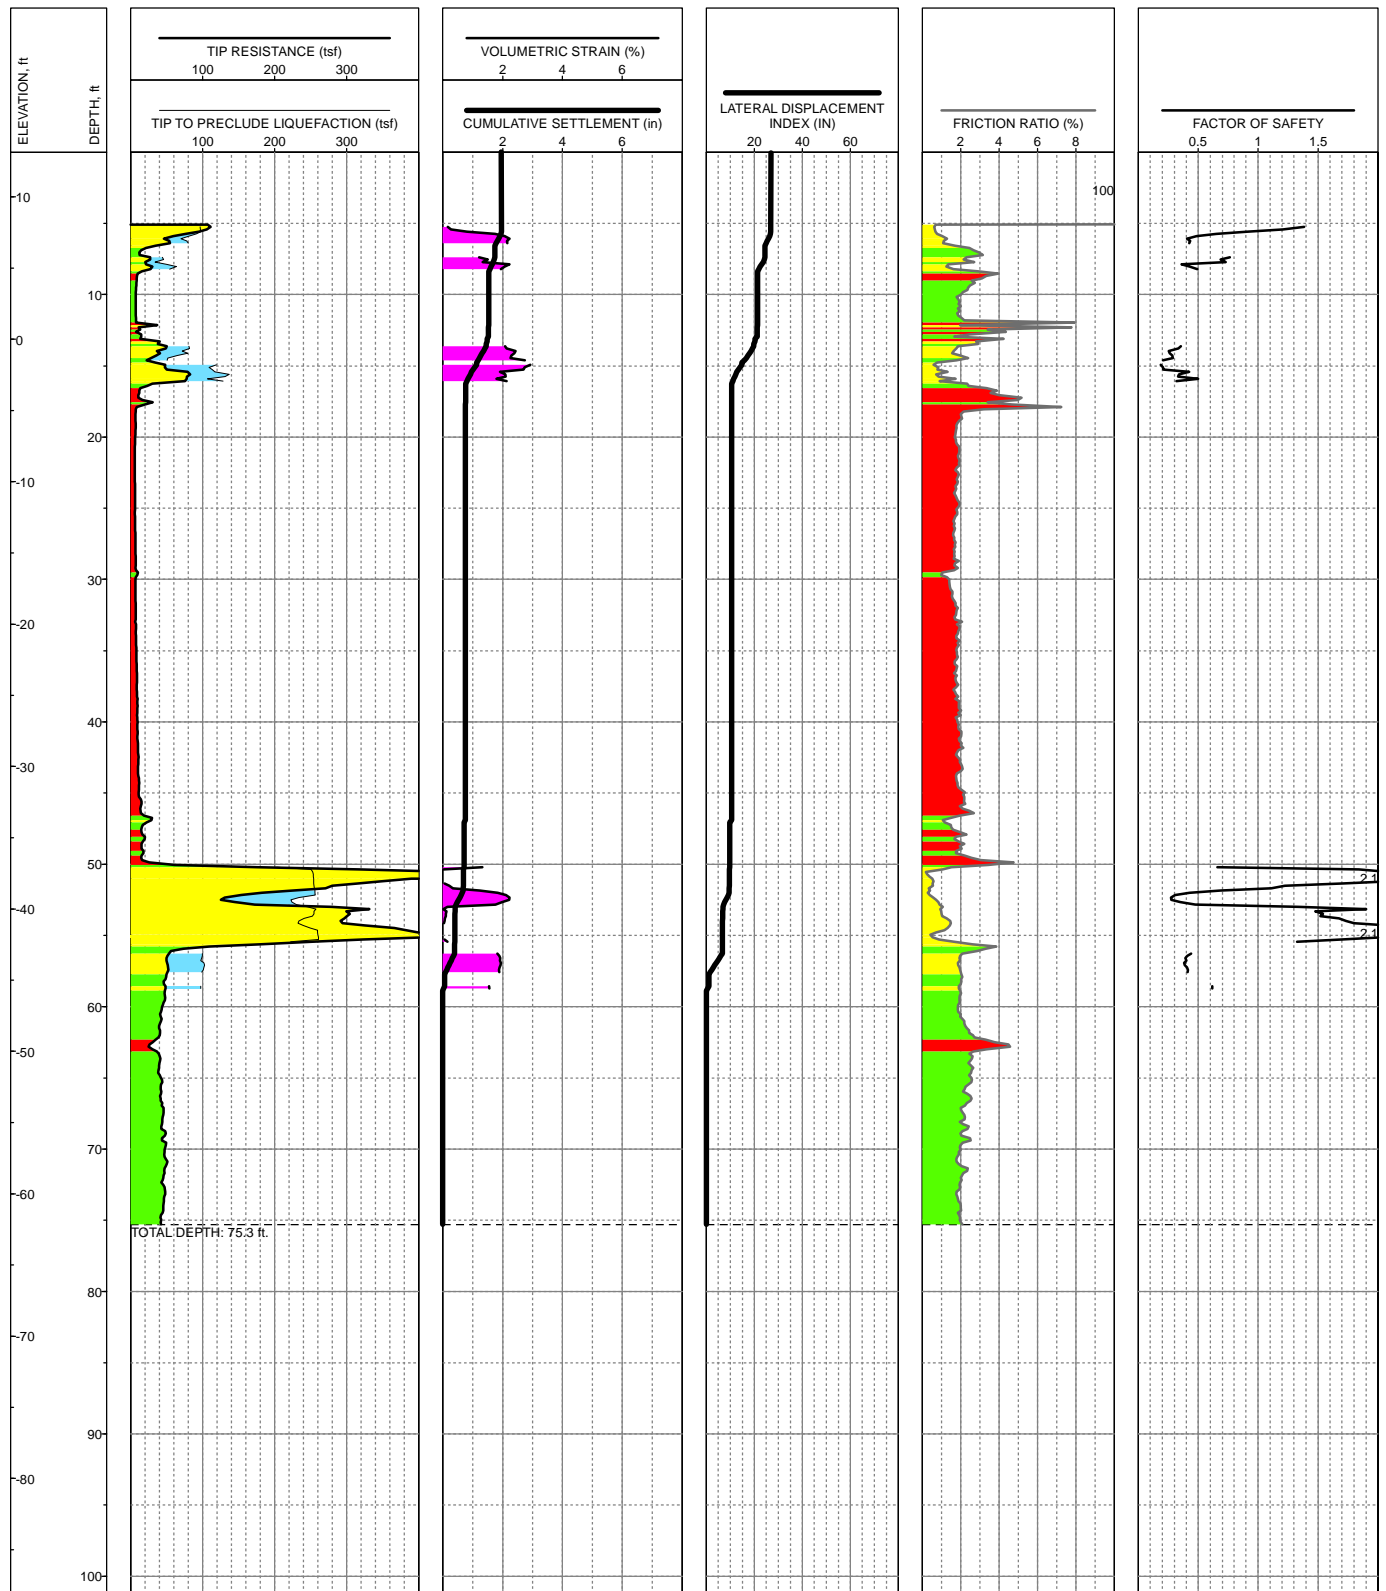 ELEVATION, ft
DEPTH, ft
TIP RESISTANCE (tsf)
100 200 300
TIP TO PRECLUDE LIQUEFACTION (tsf)
100 200 300
VOLUMETRIC STRAIN (%)
2 4 6
CUMULATIVE SETTLEMENT (in)
2 4 6
LATERAL DISPLACEMENT
INDEX (IN)
20 40 60
FRICTION RATIO (%)
2 4 6 8
FACTOR OF SAFETY
0.5 1 1.5
100
10
0
-10
-20
-30
-40
-50
-60
-70
-80
10
20
30
40
50
60
70
80
90
100
2.1
2.1
TOTAL DEPTH: 75.3 ft.